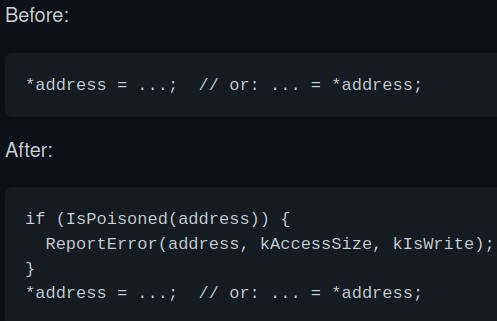 Before:
*address = ...;  // or: ... = *address;
After:
if (IsPoisoned(address)) {
  ReportError(address, kAccessSize, kIsWrite);
}
*address = ...;  // or: ... = *address;